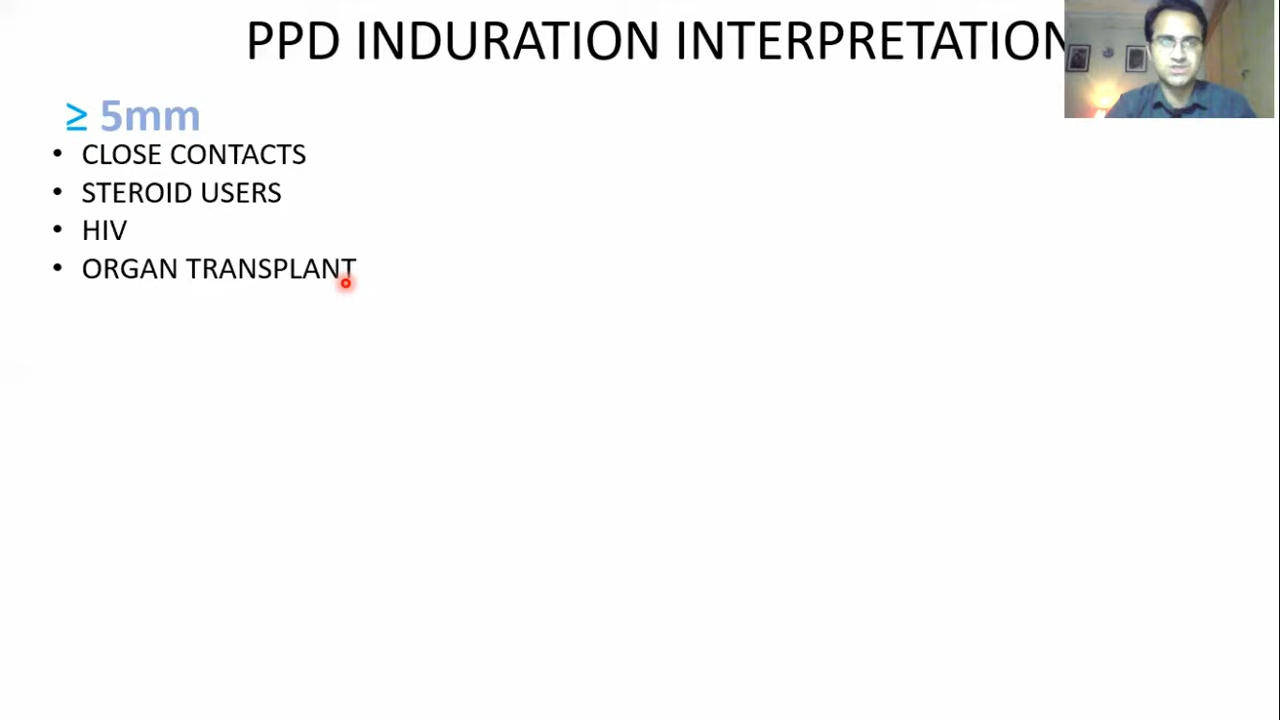 PPD INDURATION INTERPRETATION
≥ 5mm
• CLOSE CONTACTS
• STEROID USERS
• HIV
• ORGAN TRANSPLANT